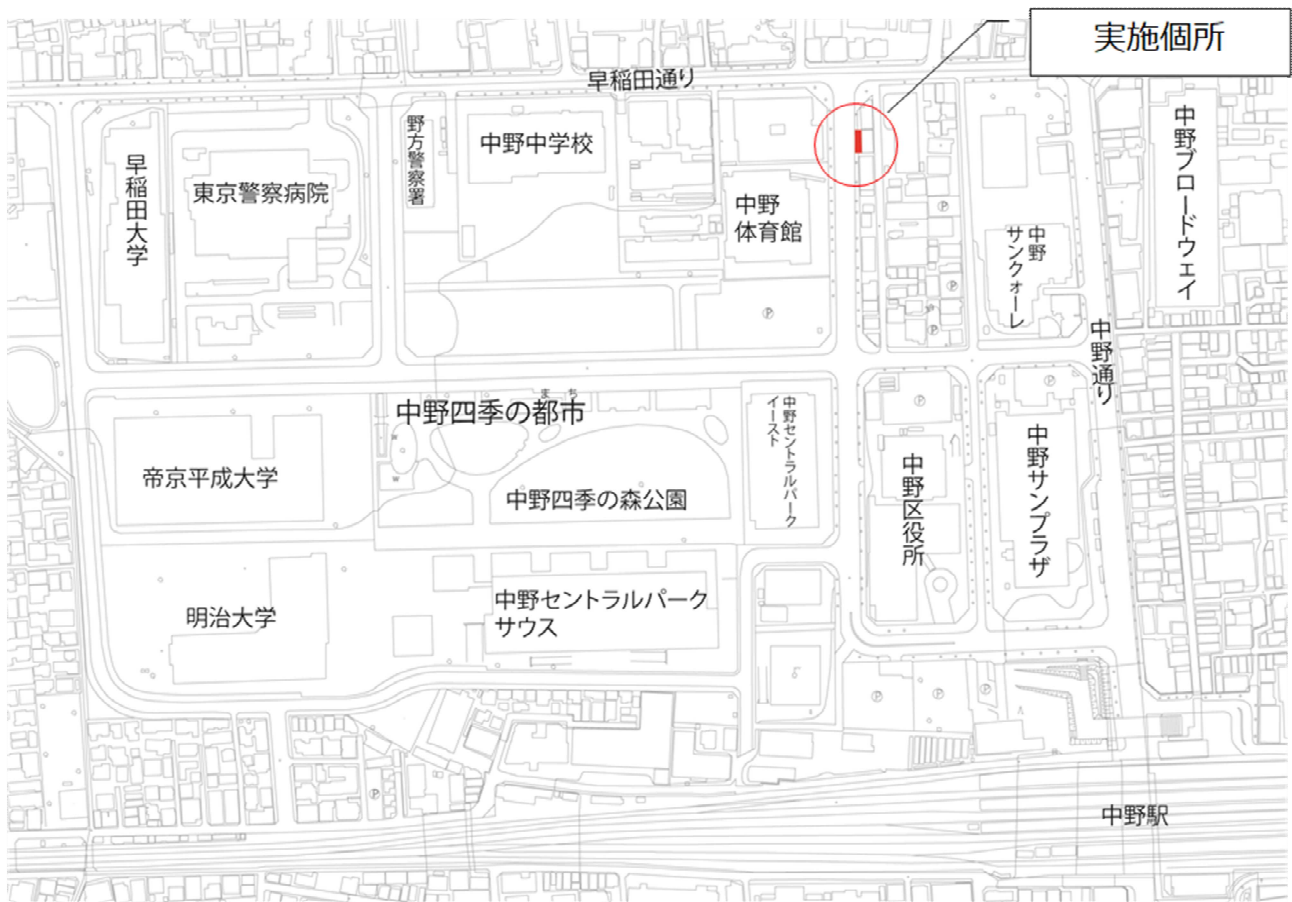 実施個所
早稲田通り
早稲田大学
東京警察病院
野方警察署
中野中学校
中野
体育館
中野
サンクォーレ
中野ブロードウェイ
中野通り
まち
中野四季の都市
帝京平成大学
中野四季の森公園
中野セントラルパーク
イースト
中野区役所
中野サンプラザ
明治大学
中野セントラルパーク
サウス
中野駅
P
P
P
P
P
P
P
P
P
P
W
W